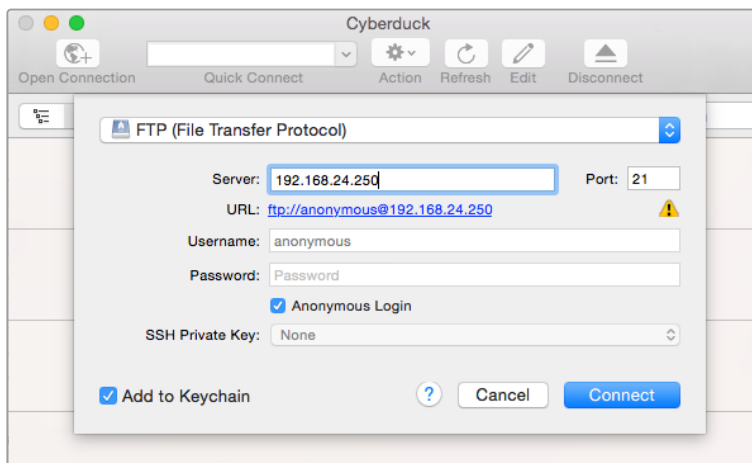 Cyberduck
Open Connection Quick Connect Action Refresh Edit Disconnect
FTP (File Transfer Protocol)
Server: 192.168.24.250 Port: 21
URL: ftp://anonymous@192.168.24.250
Username: anonymous
Password: Password
Anonymous Login
SSH Private Key: None
Add to Keychain ? Cancel Connect